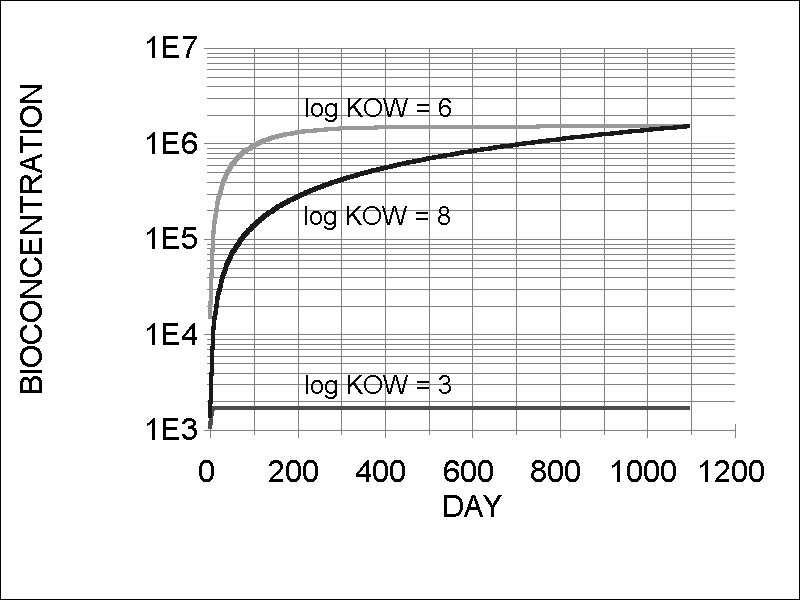 BIOCONCENTRATION
1E7
1E6
1E5
1E4
1E3
log KOW = 6
log KOW = 8
log KOW = 3
0 200 400 600 800 1000 1200
DAY